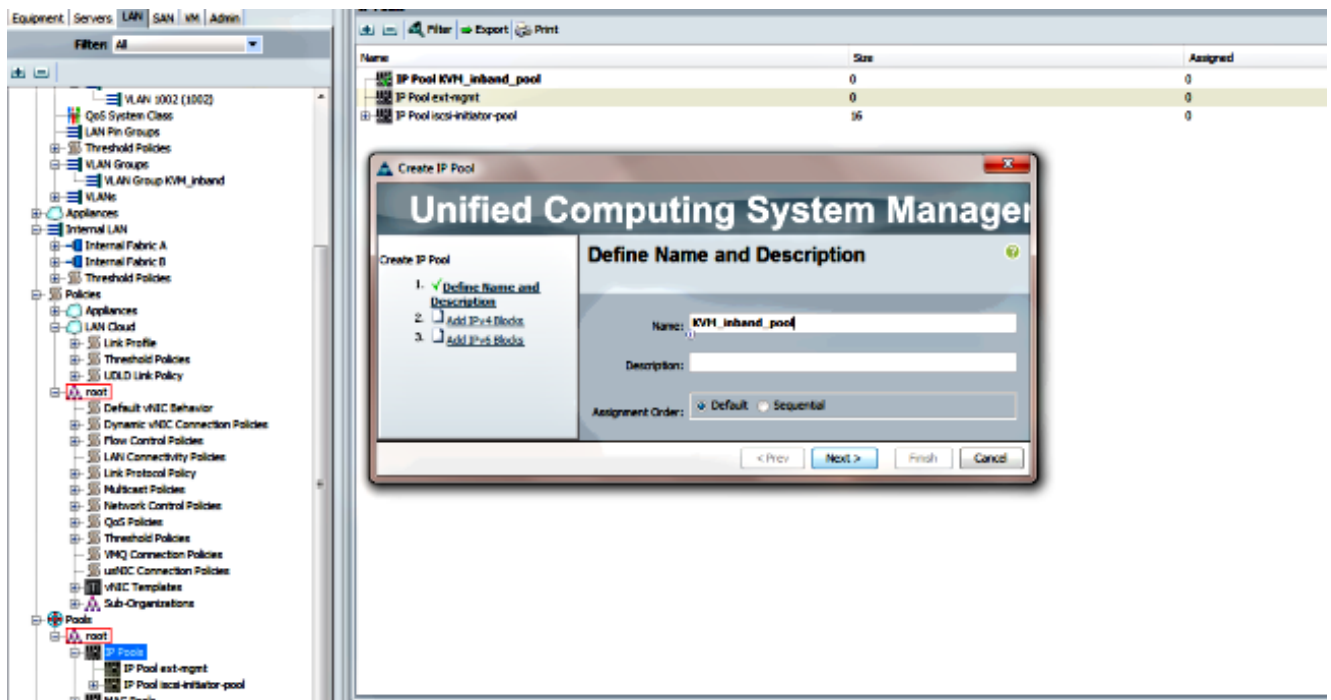 Equipment Servers LAN SAN VM Admin
Filter: All
VLAN 1002 (1002)
QoS System Class
LAN Pin Groups
Threshold Policies
VLAN Groups
VLAN Group KVM_inband
VLANs
Appliances
Internal LAN
Internal Fabric A
Internal Fabric B
Threshold Policies
Policies
Appliances
LAN Cloud
Link Profile
Threshold Policies
UDLD Link Policy
root
Default vNIC Behavior
Dynamic vNIC Connection Policies
Flow Control Policies
LAN Connectivity Policies
Link Protocol Policy
Multicast Policies
Network Control Policies
QoS Policies
Threshold Policies
VMQ Connection Policies
usNIC Connection Policies
vNIC Templates
Sub-Organizations
Pools
root
IP Pools
IP Pool ext-mgmt
IP Pool iscsi-initiator-pool
Filter Export Print
Name Size Assigned
IP Pool KVM_inband_pool 0 0
IP Pool ext-mgmt 0 0
IP Pool iscsi-initiator-pool 16 0
Create IP Pool
Unified Computing System Manager
Create IP Pool
1. Define Name and
Description
2. Add IPv4 Blocks
3. Add IPv6 Blocks
Define Name and Description
Name: KVM_inband_pool
Description:
Assignment Order: Default Sequential
< Prev Next > Finish Cancel